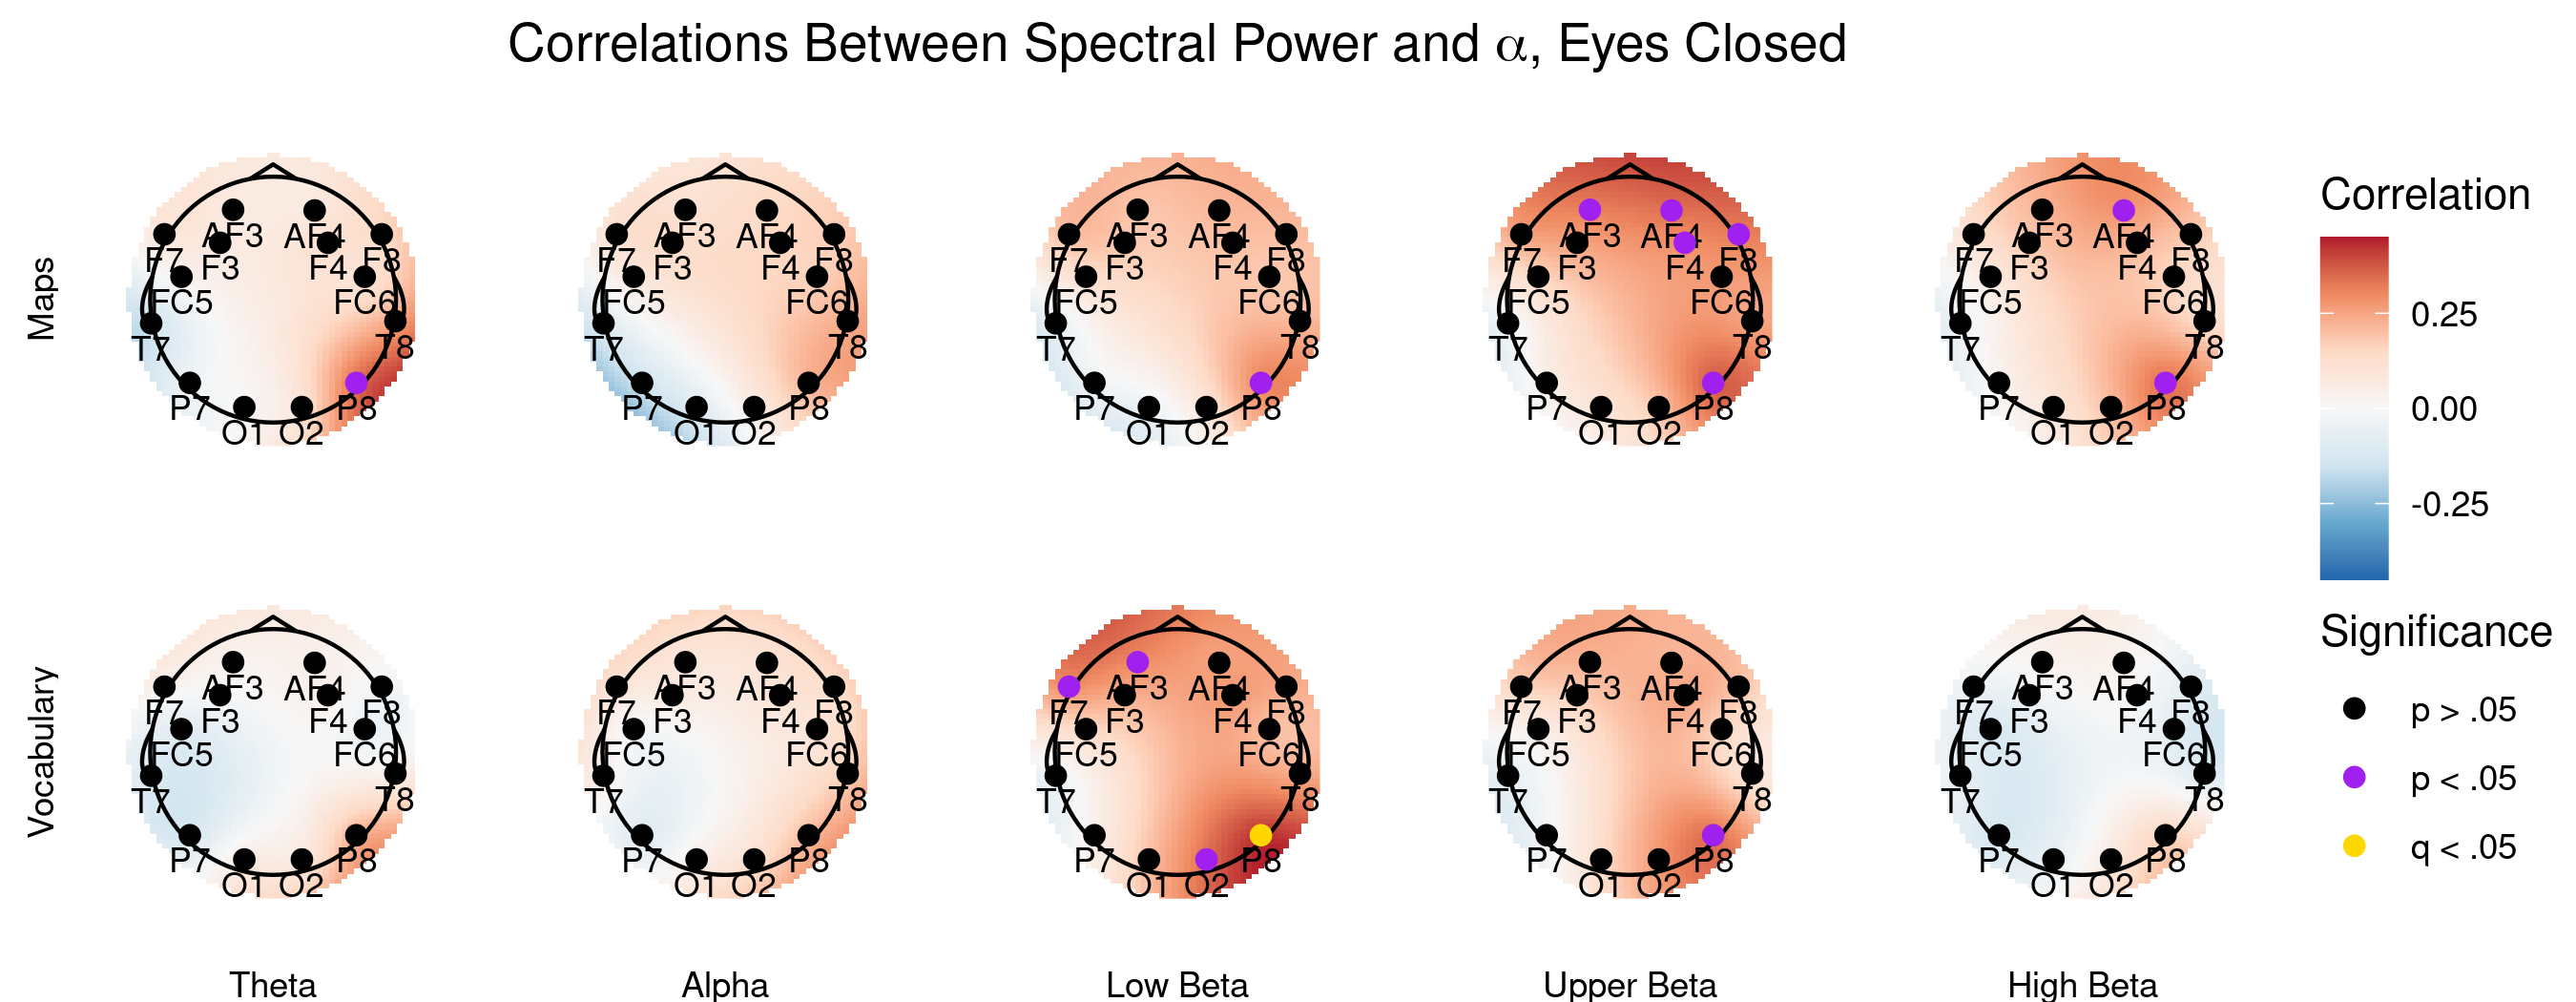 Correlations Between Spectral Power and α, Eyes Closed
Maps
AF3 AF4
F7 F3 F4 F8
FC5 FC6
T7 T8
P7 P8
O1 O2
AF3 AF4
F7 F3 F4 F8
FC5 FC6
T7 T8
P7 P8
O1 O2
AF3 AF4
F7 F3 F4 F8
FC5 FC6
T7 T8
P7 P8
O1 O2
AF3 AF4
F7 F3 F4 F8
FC5 FC6
T7 T8
P7 P8
O1 O2
AF3 AF4
F7 F3 F4 F8
FC5 FC6
T7 T8
P7 P8
O1 O2
Correlation
0.25
0.00
-0.25
Vocabulary
AF3 AF4
F7 F3 F4 F8
FC5 FC6
T7 T8
P7 P8
O1 O2
AF3 AF4
F7 F3 F4 F8
FC5 FC6
T7 T8
P7 P8
O1 O2
AF3 AF4
F7 F3 F4 F8
FC5 FC6
T7 T8
P7 P8
O1 O2
AF3 AF4
F7 F3 F4 F8
FC5 FC6
T7 T8
P7 P8
O1 O2
AF3 AF4
F7 F3 F4 F8
FC5 FC6
T7 T8
P7 P8
O1 O2
Significance
p > .05
p < .05
q < .05
Theta
Alpha
Low Beta
Upper Beta
High Beta